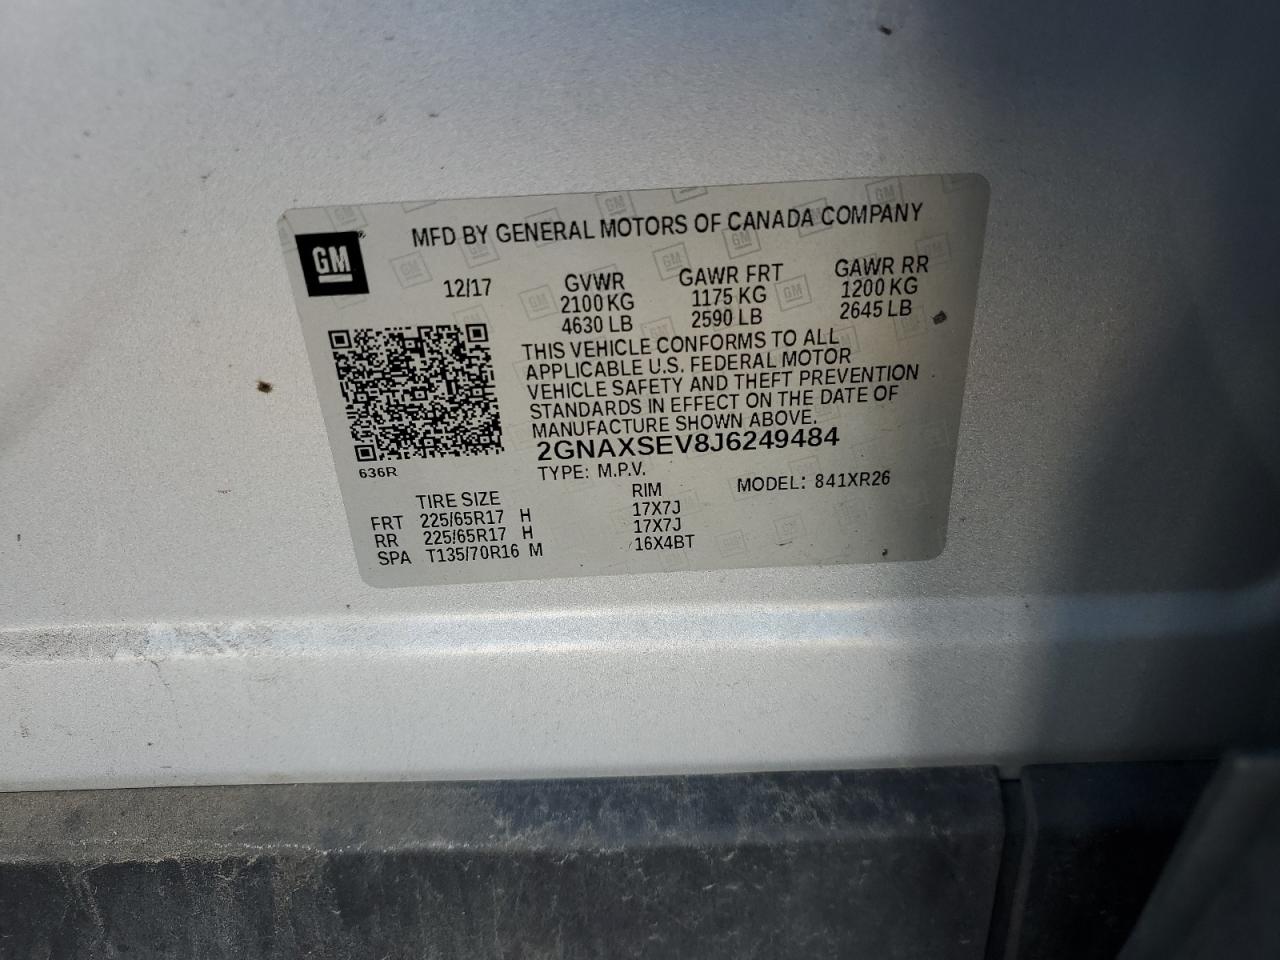 MFD BY GENERAL MOTORS OF CANADA COMPANY
GM®
12/17 GVWR GAWR FRT GAWR RR
2100 KG 1175 KG 1200 KG
4630 LB 2590 LB 2645 LB
THIS VEHICLE CONFORMS TO ALL
APPLICABLE U.S. FEDERAL MOTOR
VEHICLE SAFETY AND THEFT PREVENTION
STANDARDS IN EFFECT ON THE DATE OF
MANUFACTURE SHOWN ABOVE.
2GNAXSEV8J6249484
636R
TYPE: M.P.V. MODEL: 841XR26
TIRE SIZE RIM
FRT 225/65R17 H 17X7J
RR 225/65R17 H 17X7J
SPA T135/70R16 M 16X4BT